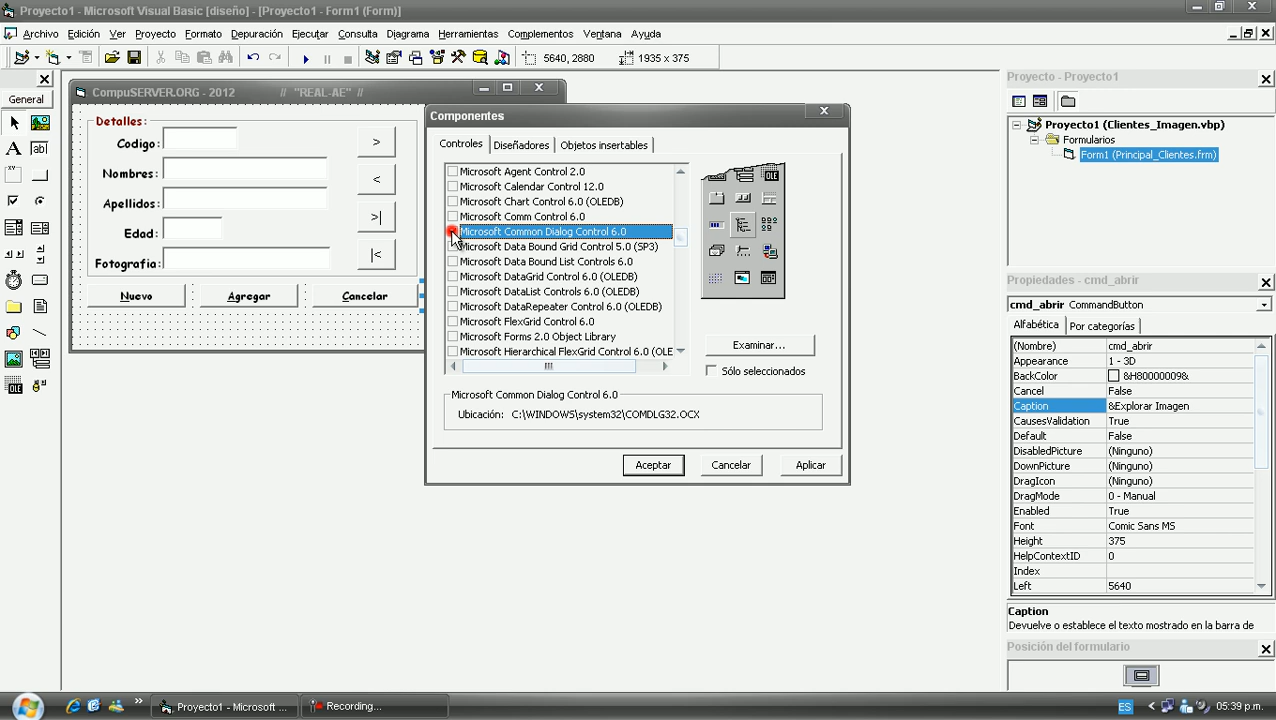 Proyecto1 - Microsoft Visual Basic [diseño] - [Proyecto1 - Form1 (Form)]
Archivo Edición Ver Proyecto Formato Depuración Ejecutar Consulta Diagrama Herramientas Complementos Ventana Ayuda
5640, 2880 1935 x 375
General
CompuSERVER.ORG - 2012 // "REAL-AE" //
Detalles:
Codigo:
Nombres:
Apellidos:
Edad:
Fotografia:
>
<
>|
|<
Nuevo Agregar Cancelar
Componentes
Controles Diseñadores Objetos insertables
Microsoft Agent Control 2.0
Microsoft Calendar Control 12.0
Microsoft Chart Control 6.0 (OLEDB)
Microsoft Comm Control 6.0
Microsoft Common Dialog Control 6.0
Microsoft Data Bound Grid Control 5.0 (SP3)
Microsoft Data Bound List Controls 6.0
Microsoft DataGrid Control 6.0 (OLEDB)
Microsoft DataList Controls 6.0 (OLEDB)
Microsoft DataRepeater Control 6.0 (OLEDB)
Microsoft FlexGrid Control 6.0
Microsoft Forms 2.0 Object Library
Microsoft Hierarchical FlexGrid Control 6.0 (OLE
Examinar...
Sólo seleccionados
Microsoft Common Dialog Control 6.0
Ubicación: C:\WINDOWS\system32\COMDLG32.OCX
Aceptar Cancelar Aplicar
Proyecto - Proyecto1
Proyecto1 (Clientes_Imagen.vbp)
Formularios
Form1 (Principal_Clientes.frm)
Propiedades - cmd_abrir
cmd_abrir CommandButton
Alfabética Por categorías
(Nombre) cmd_abrir
Appearance 1 - 3D
BackColor &H80000009&
Cancel False
Caption &Explorar Imagen
CausesValidation True
Default False
DisabledPicture (Ninguno)
DownPicture (Ninguno)
DragIcon (Ninguno)
DragMode 0 - Manual
Enabled True
Font Comic Sans MS
Height 375
HelpContextID 0
Index
Left 5640
Caption
Devuelve o establece el texto mostrado en la barra de
Posición del formulario
Proyecto1 - Microsoft ... Recording... ES 05:39 p.m.